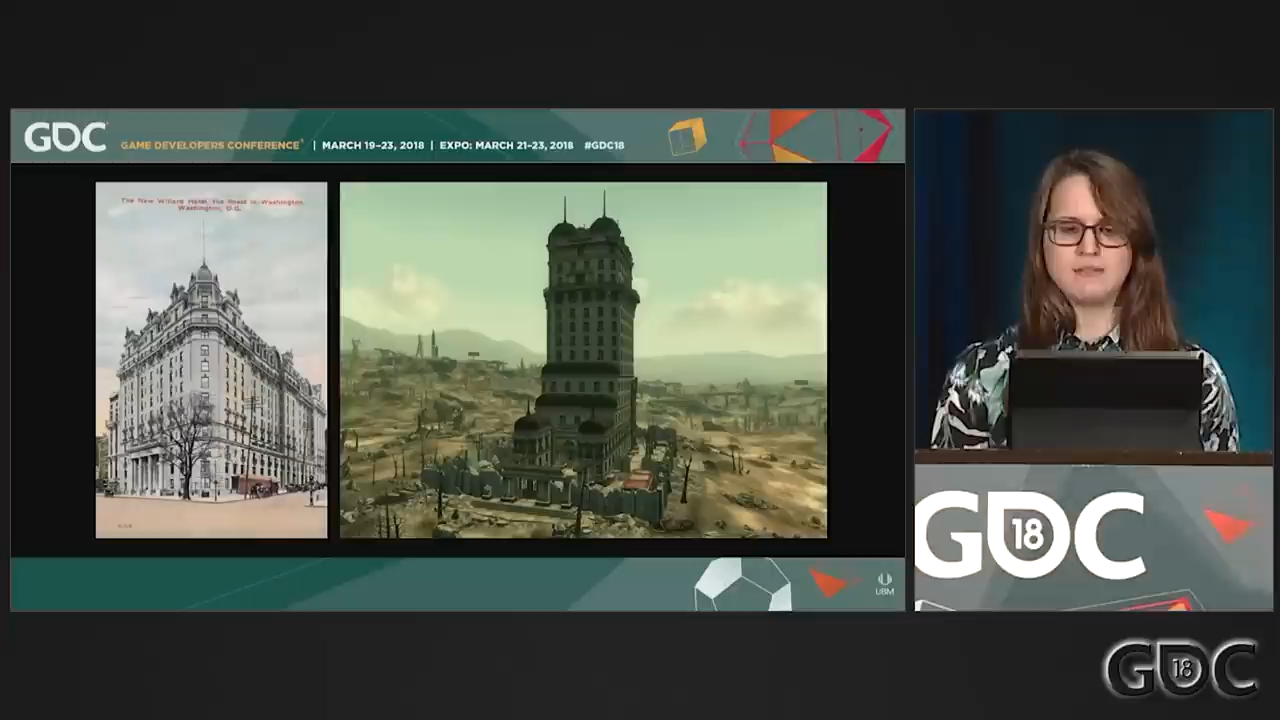 GDC GAME DEVELOPERS CONFERENCE® | MARCH 19–23, 2018 | EXPO: MARCH 21–23, 2018 #GDC18
The New Willard Hotel, The Finest in Washington,
Washington, D.C.
UBM
GDC
18
GDC
18